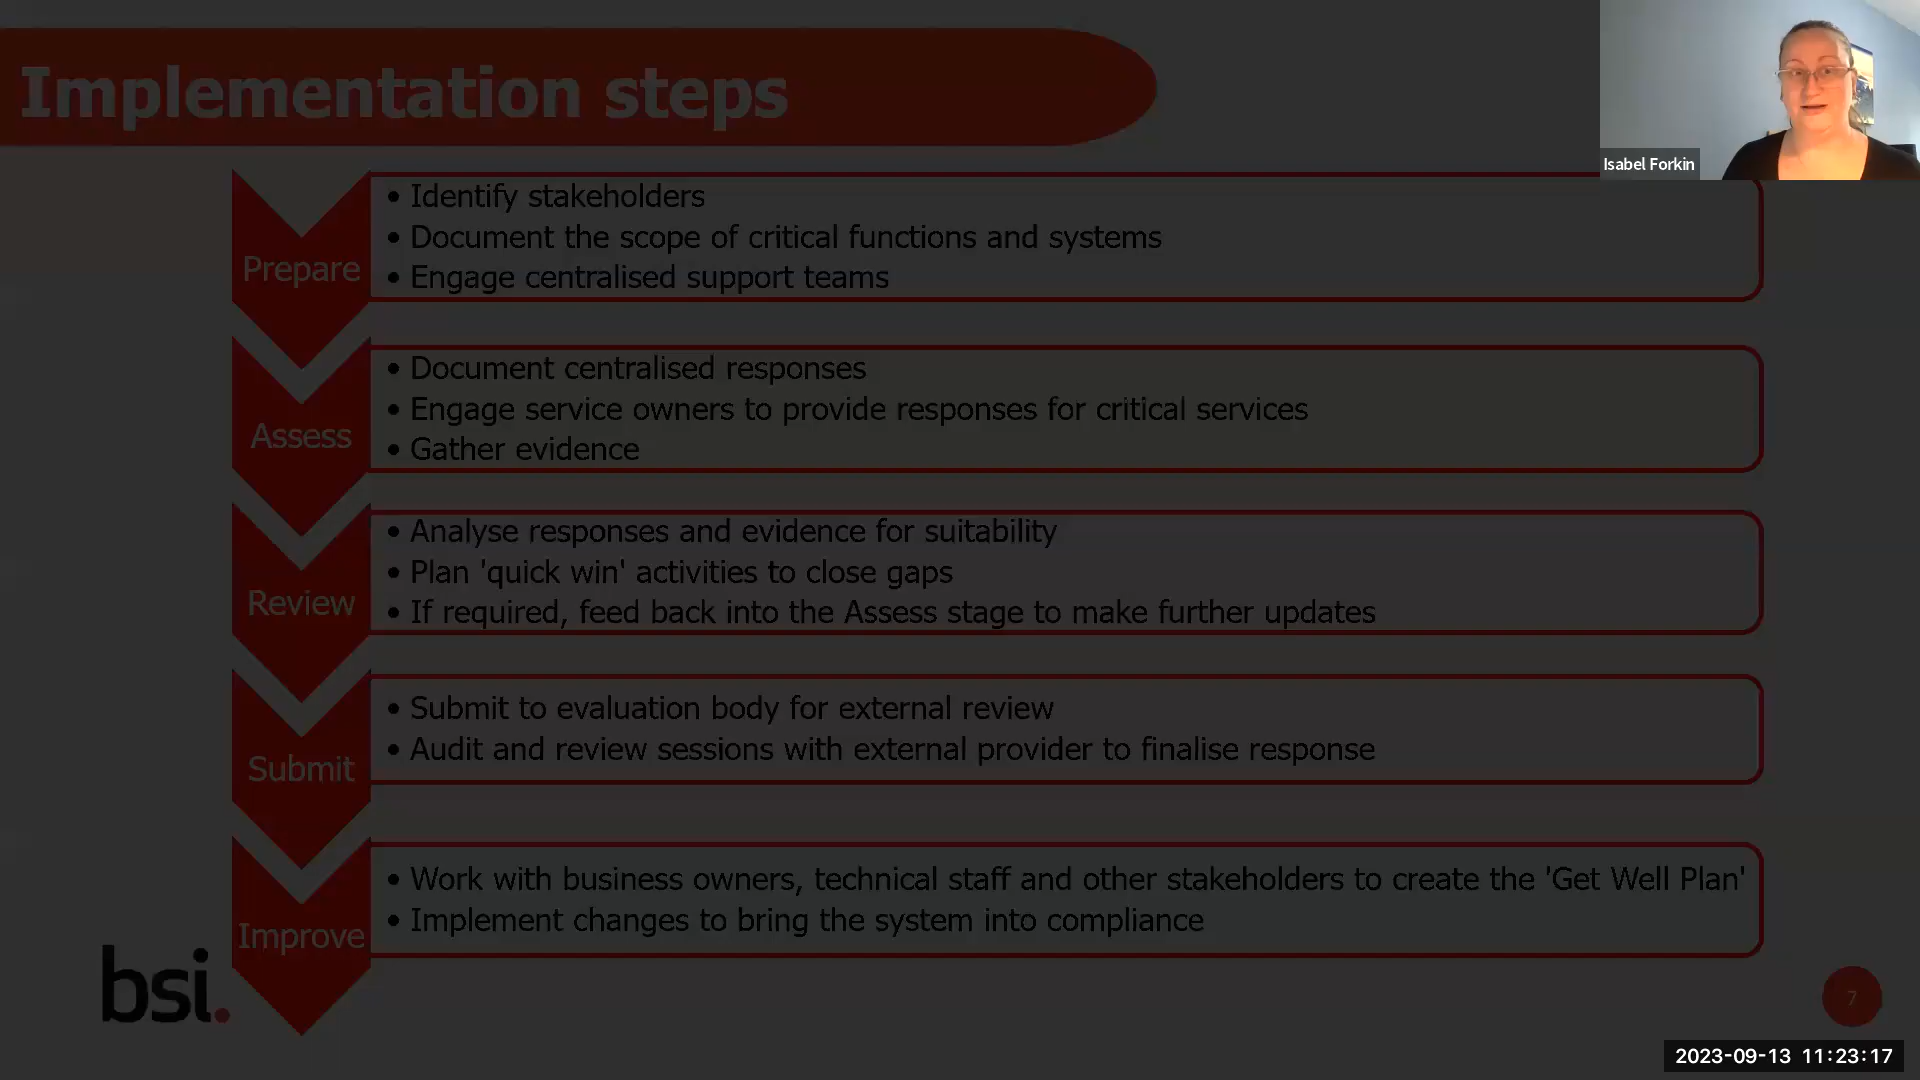 Implementation steps
Isabel Forkin
Prepare
• Identify stakeholders
• Document the scope of critical functions and systems
• Engage centralised support teams
Assess
• Document centralised responses
• Engage service owners to provide responses for critical services
• Gather evidence
Review
• Analyse responses and evidence for suitability
• Plan 'quick win' activities to close gaps
• If required, feed back into the Assess stage to make further updates
Submit
• Submit to evaluation body for external review
• Audit and review sessions with external provider to finalise response
Improve
• Work with business owners, technical staff and other stakeholders to create the 'Get Well Plan'
• Implement changes to bring the system into compliance
bsi.
7
2023-09-13 11:23:17